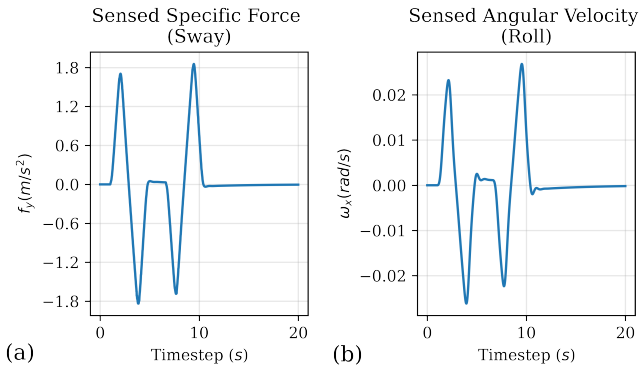 Sensed Specific Force
(Sway)
1.8
1.2
0.6
0.0
−0.6
−1.2
−1.8
f_y(m/s²)
0
10
20
Timestep (s)
(a)
Sensed Angular Velocity
(Roll)
0.02
0.01
0.00
−0.01
−0.02
ω_x(rad/s)
0
10
20
Timestep (s)
(b)